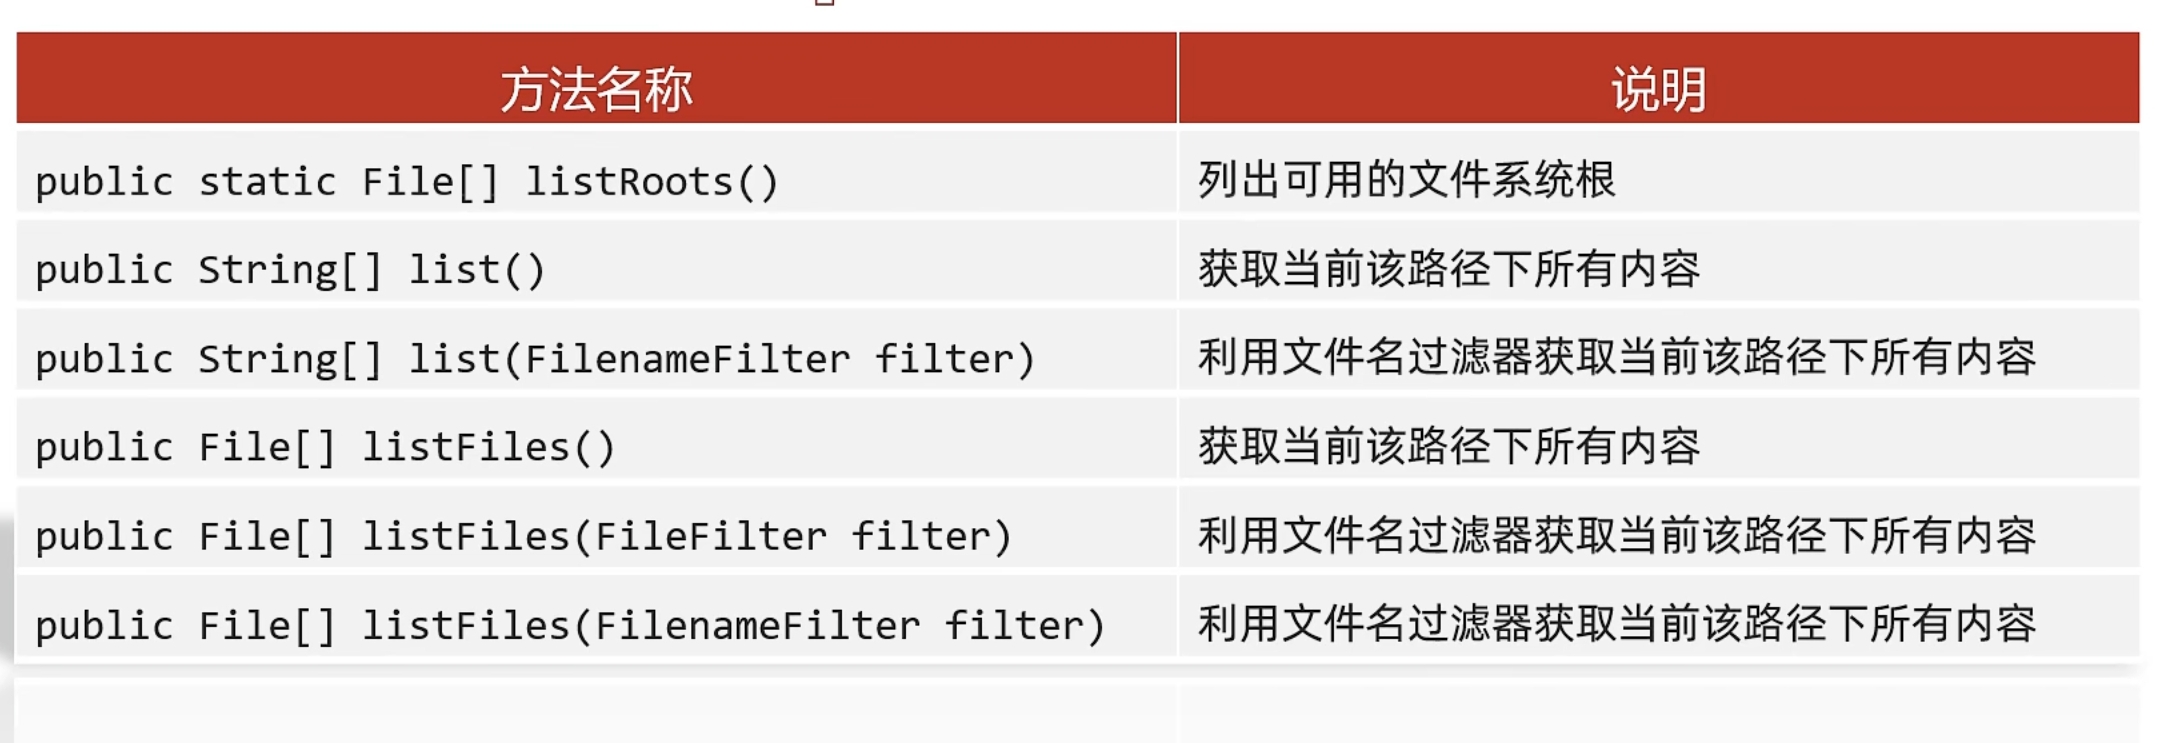 方法名称 说明
public static File[] listRoots() 列出可用的文件系统根
public String[] list() 获取当前该路径下所有内容
public String[] list(FilenameFilter filter) 利用文件名过滤器获取当前该路径下所有内容
public File[] listFiles() 获取当前该路径下所有内容
public File[] listFiles(FileFilter filter) 利用文件名过滤器获取当前该路径下所有内容
public File[] listFiles(FilenameFilter filter) 利用文件名过滤器获取当前该路径下所有内容